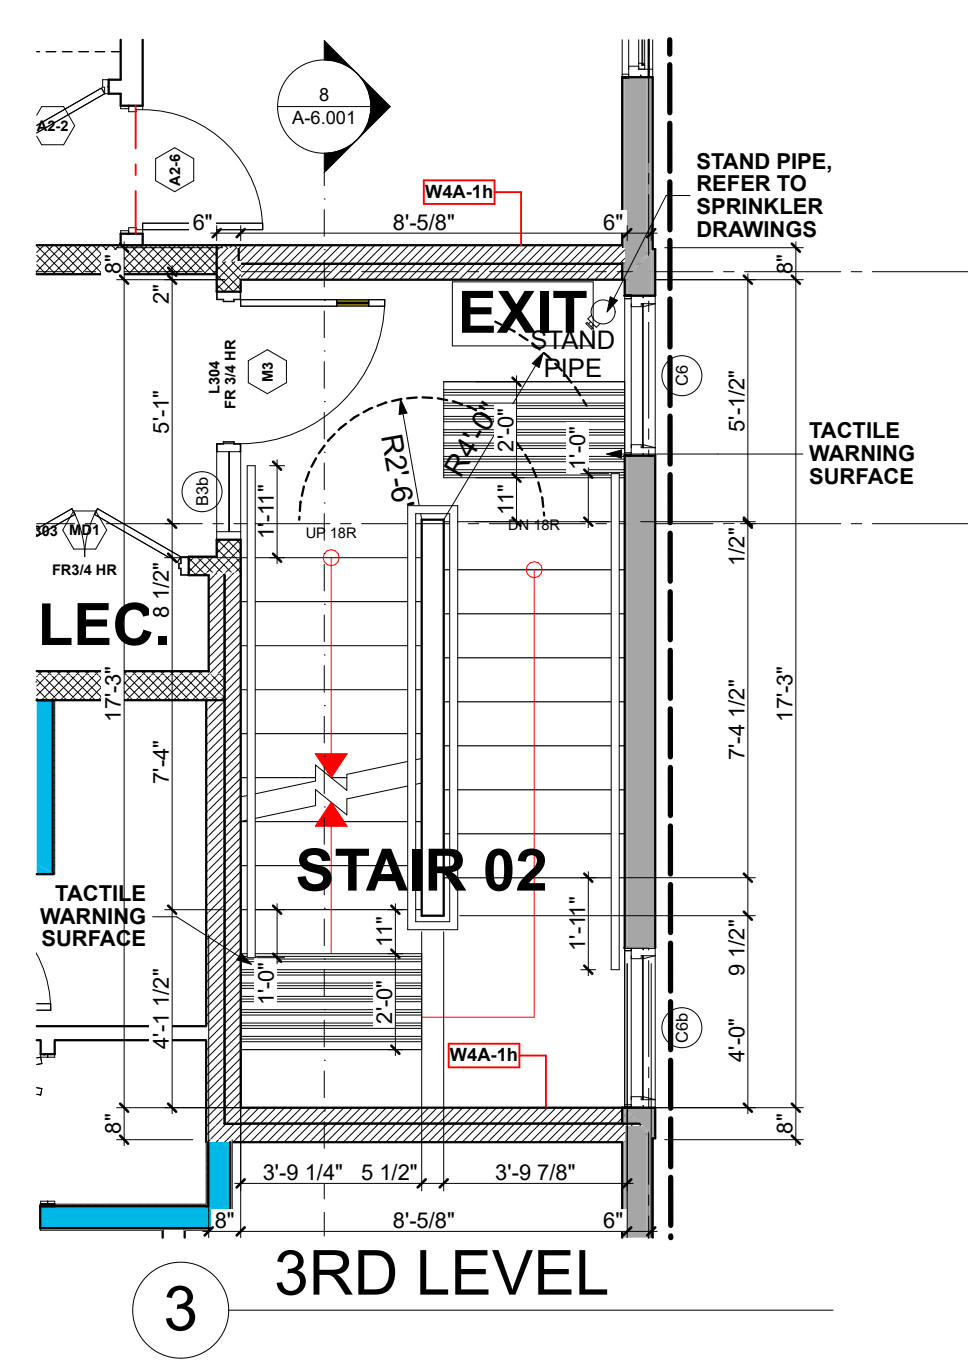 8
A-6.001
A2-2
A2-6
STAND PIPE,
REFER TO
SPRINKLER
DRAWINGS
W4A-1h
6"
8'-5/8"
6"
8"
8"
2"
EXIT
STAND
PIPE
L304
FR 3/4 HR
M3
C6
5'-1"
5'-1/2"
2'-0"
R4'-0"
R2'-6"
1'-0"
TACTILE
WARNING
SURFACE
B3b
1'-11"
11"
303
MD1
UP 18R
DN 18R
1/2"
FR3/4 HR
8 1/2"
LEC.
17'-3"
17'-3"
7'-4"
7'-4 1/2"
STAIR 02
TACTILE
WARNING
SURFACE
11"
1'-11"
9 1/2"
1'-0"
2'-0"
4'-1 1/2"
C6b
4'-0"
W4A-1h
8"
8"
3'-9 1/4"
5 1/2"
3'-9 7/8"
8"
8'-5/8"
6"
3RD LEVEL
3